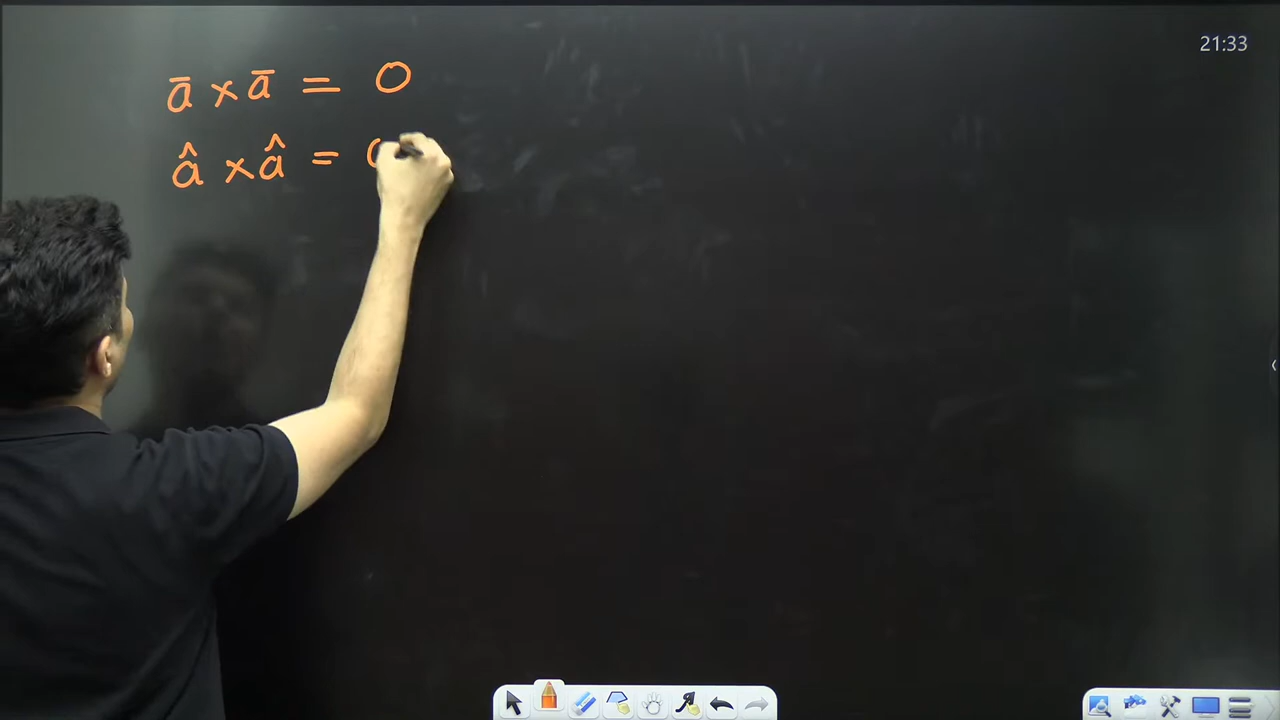 21:33
ā × ā = 0
â × â =